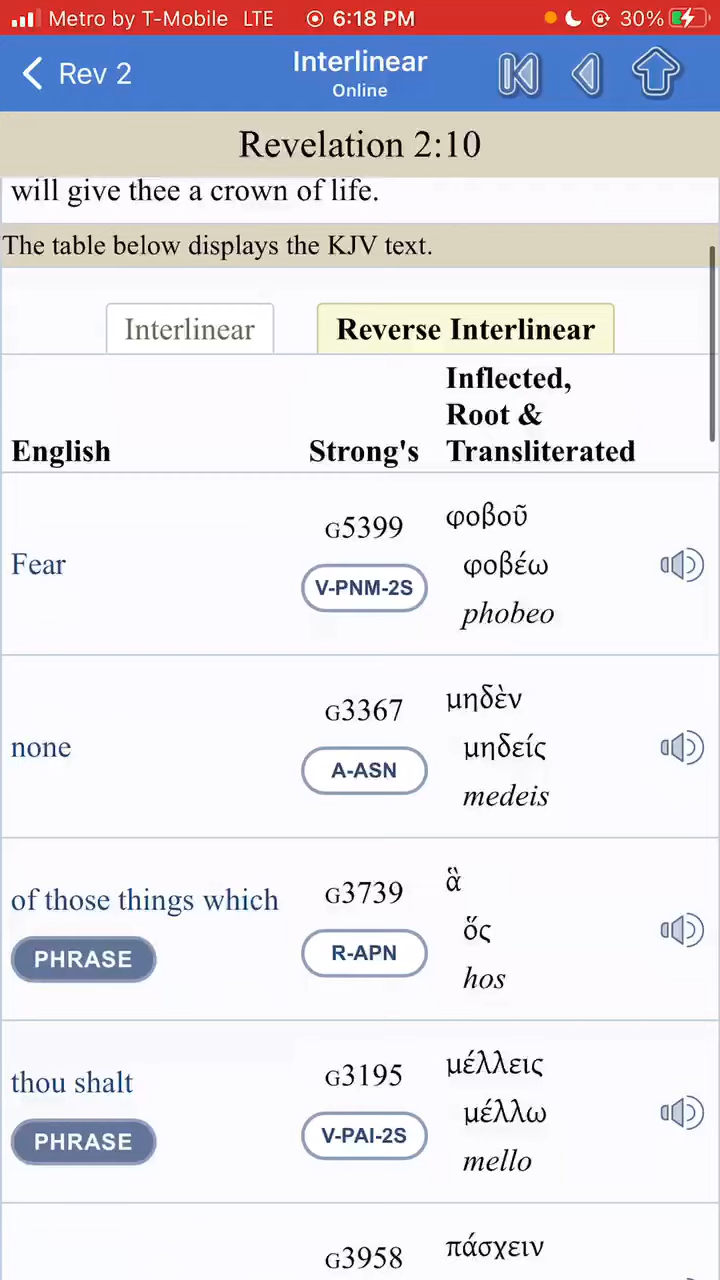 Metro by T-Mobile LTE 6:18 PM 30%
Rev 2
Interlinear
Online
Revelation 2:10
will give thee a crown of life.
The table below displays the KJV text.
Interlinear Reverse Interlinear
English Strong's Inflected,
Root &
Transliterated
Fear G5399 φοβοῦ
V-PNM-2S φοβέω
phobeo
none G3367 μηδὲν
A-ASN μηδείς
medeis
of those things which G3739 ἃ
PHRASE R-APN ὅς
hos
thou shalt G3195 μέλλεις
PHRASE V-PAI-2S μέλλω
mello
G3958 πάσχειν